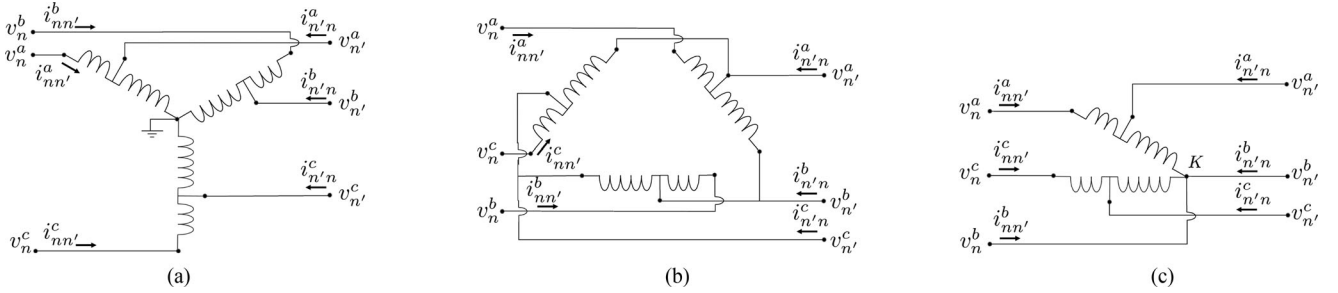 v_n^b i_{nn'}^b i_{n'n}^a v_{n'}^a
v_n^a i_{nn'}^a i_{n'n}^b v_{n'}^b
i_{n'n}^c v_{n'}^c
v_n^c i_{nn'}^c
(a)
v_n^a i_{nn'}^a i_{n'n}^a v_{n'}^a
v_n^c i_{nn'}^c
i_{nn'}^b i_{n'n}^b v_{n'}^b
v_n^b i_{n'n}^c v_{n'}^c
(b)
i_{n'n}^a v_{n'}^a
v_n^a i_{nn'}^a
v_n^c i_{nn'}^c K i_{n'n}^b v_{n'}^b
i_{n'n}^c v_{n'}^c
v_n^b i_{nn'}^b
(c)